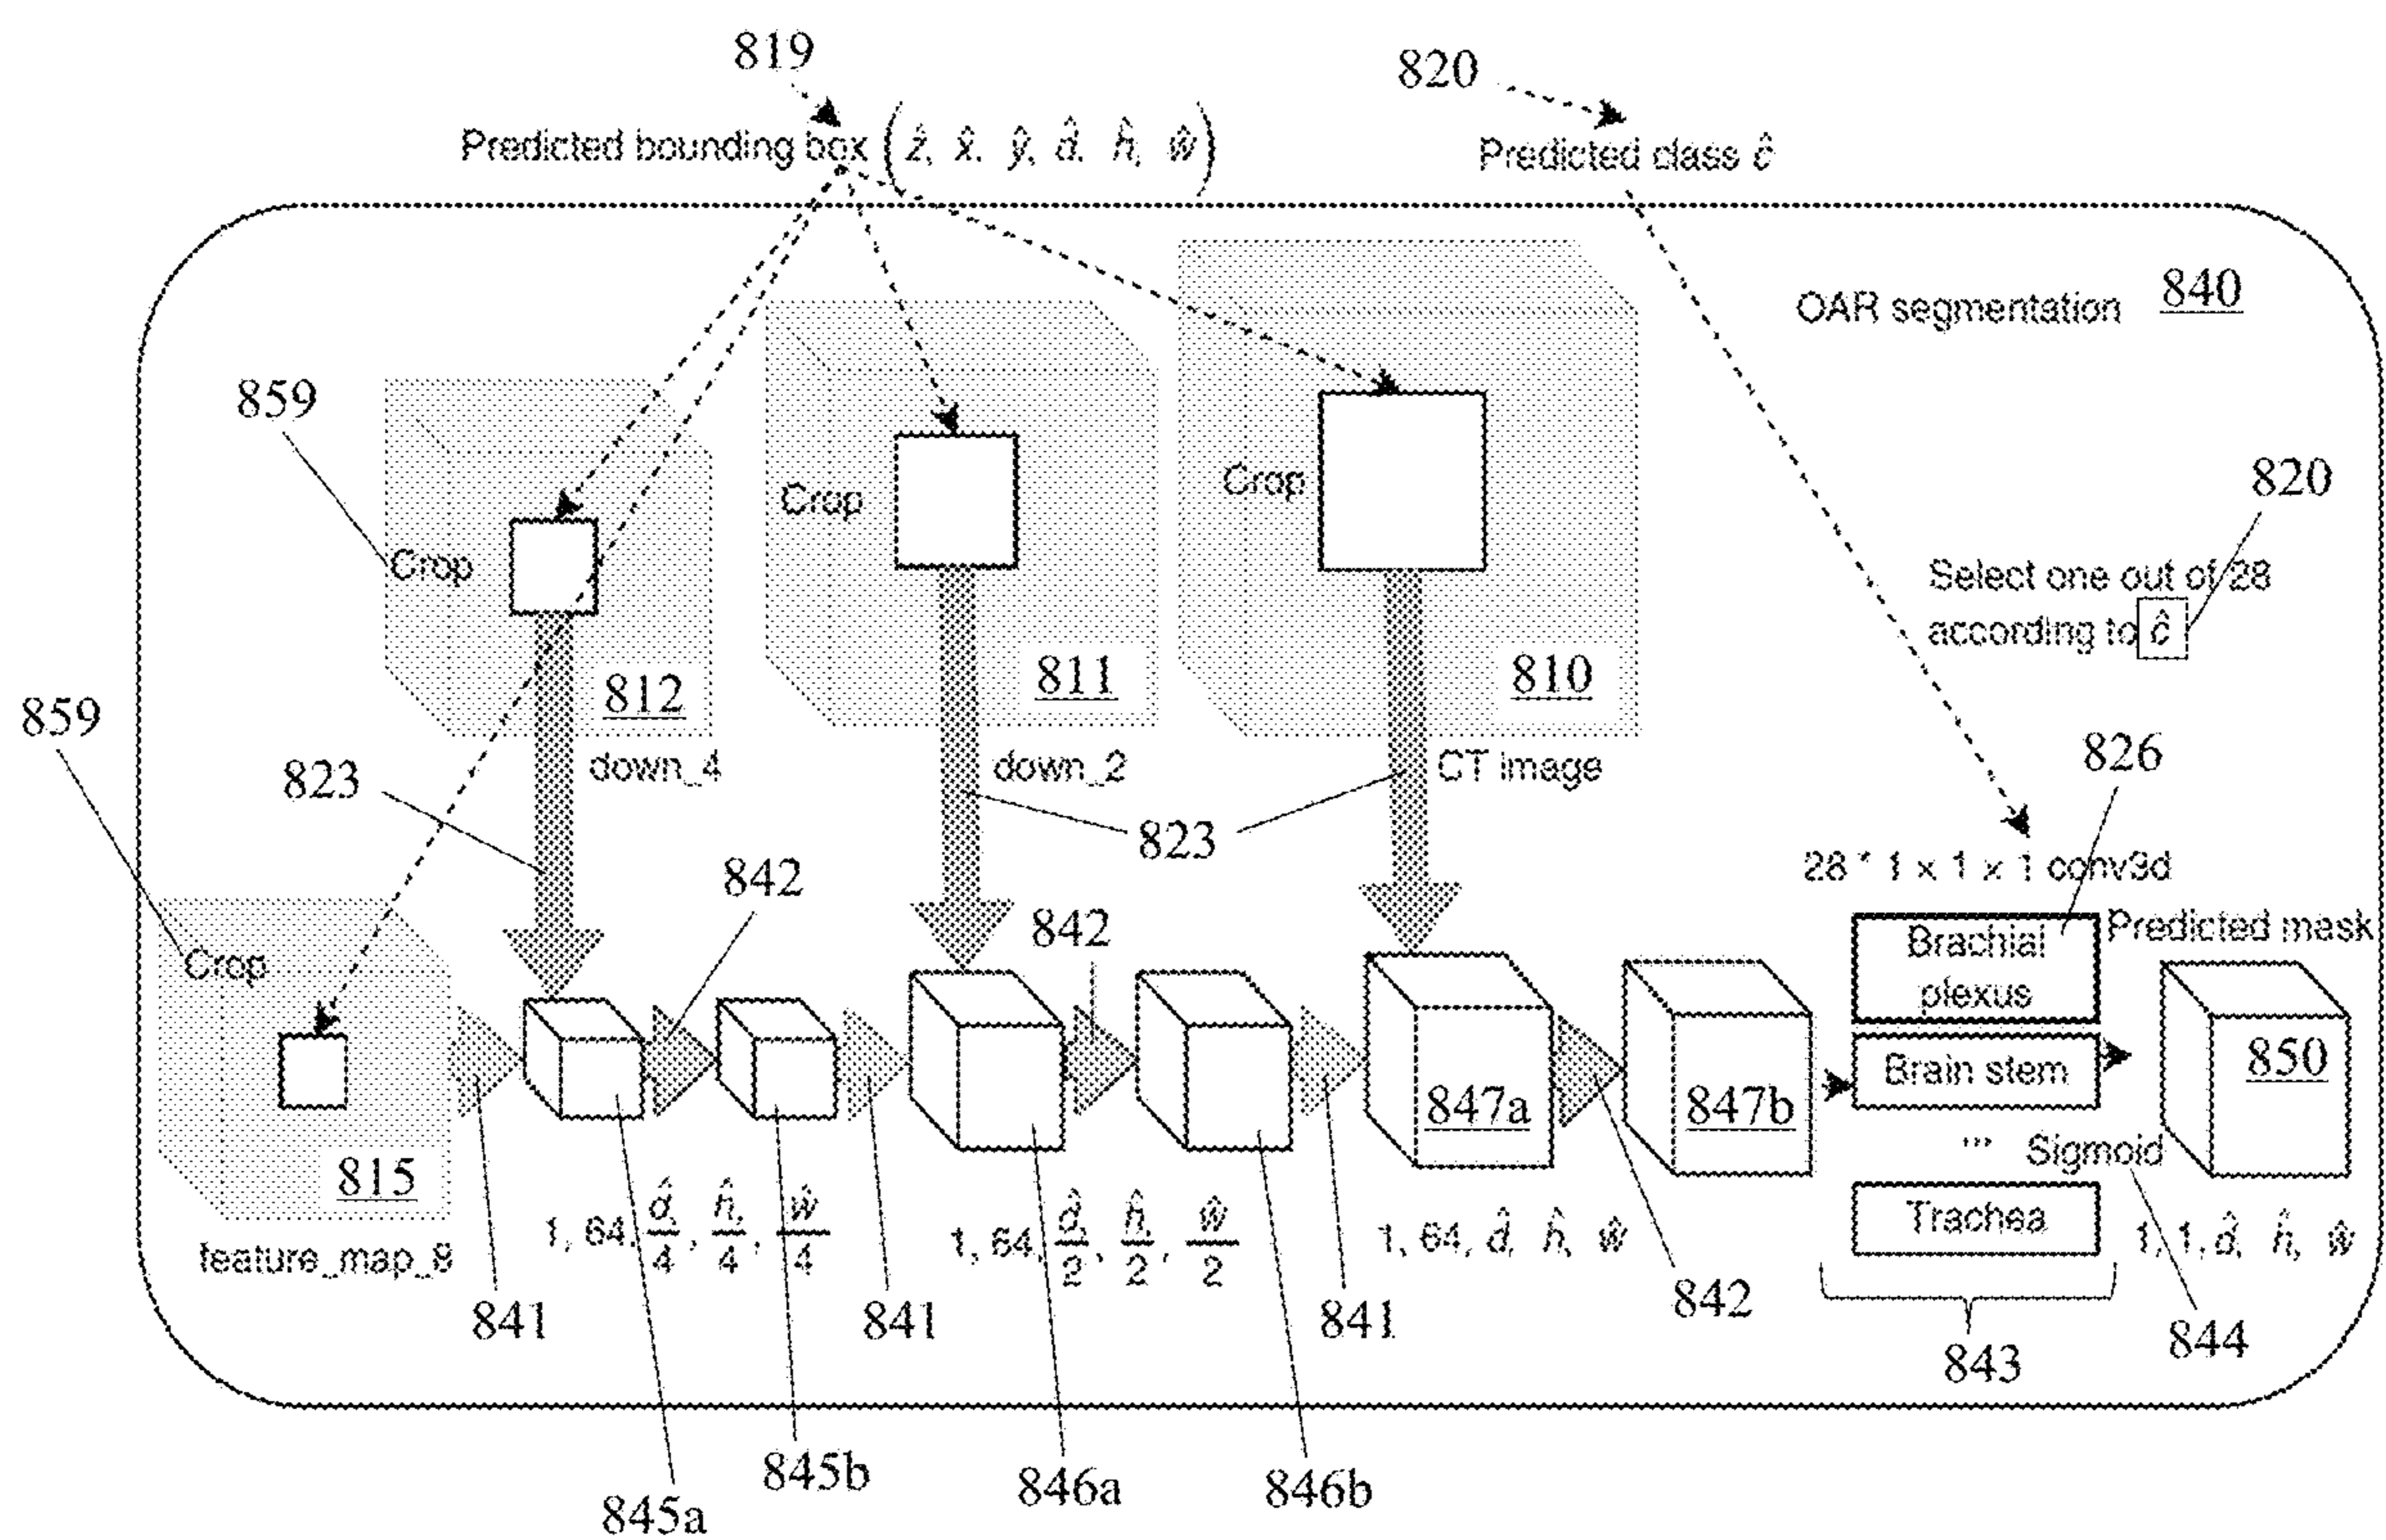 819
820
Predicted bounding box (ẑ, x̂, ŷ, d̂, ĥ, ŵ)
Predicted class ĉ
OAR segmentation 840
859
Crop
Crop
Crop
820
Select one out of 28
according to ĉ
812
811
810
859
823
down_4
down_2
CT image
826
823
842
842
28 * 1 × 1 × 1 conv3d
Crop
Brachial
plexus
Predicted mask
Brain stem
850
847a
847b
... Sigmoid
815
Trachea
feature_map_8
1, 64, d̂/4, ĥ/4, ŵ/4
1, 64, d̂/2, ĥ/2, ŵ/2
1, 64, d̂, ĥ, ŵ
1, 1, d̂, ĥ, ŵ
841
841
841
842
843
844
845a
845b
846a
846b